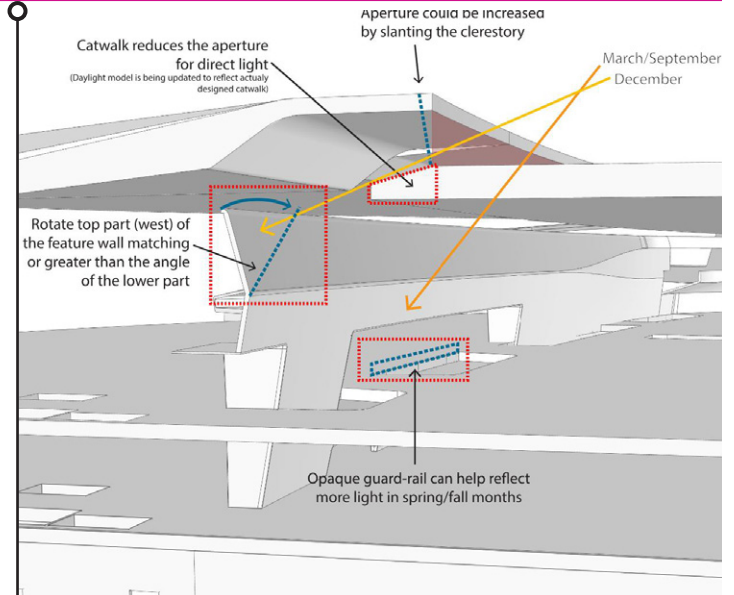 Aperture could be increased
by slanting the clerestory
Catwalk reduces the aperture
for direct light
(Daylight model is being updated to reflect actualy
designed catwalk)
March/September
December
Rotate top part (west) of
the feature wall matching
or greater than the angle
of the lower part
Opaque guard-rail can help reflect
more light in spring/fall months